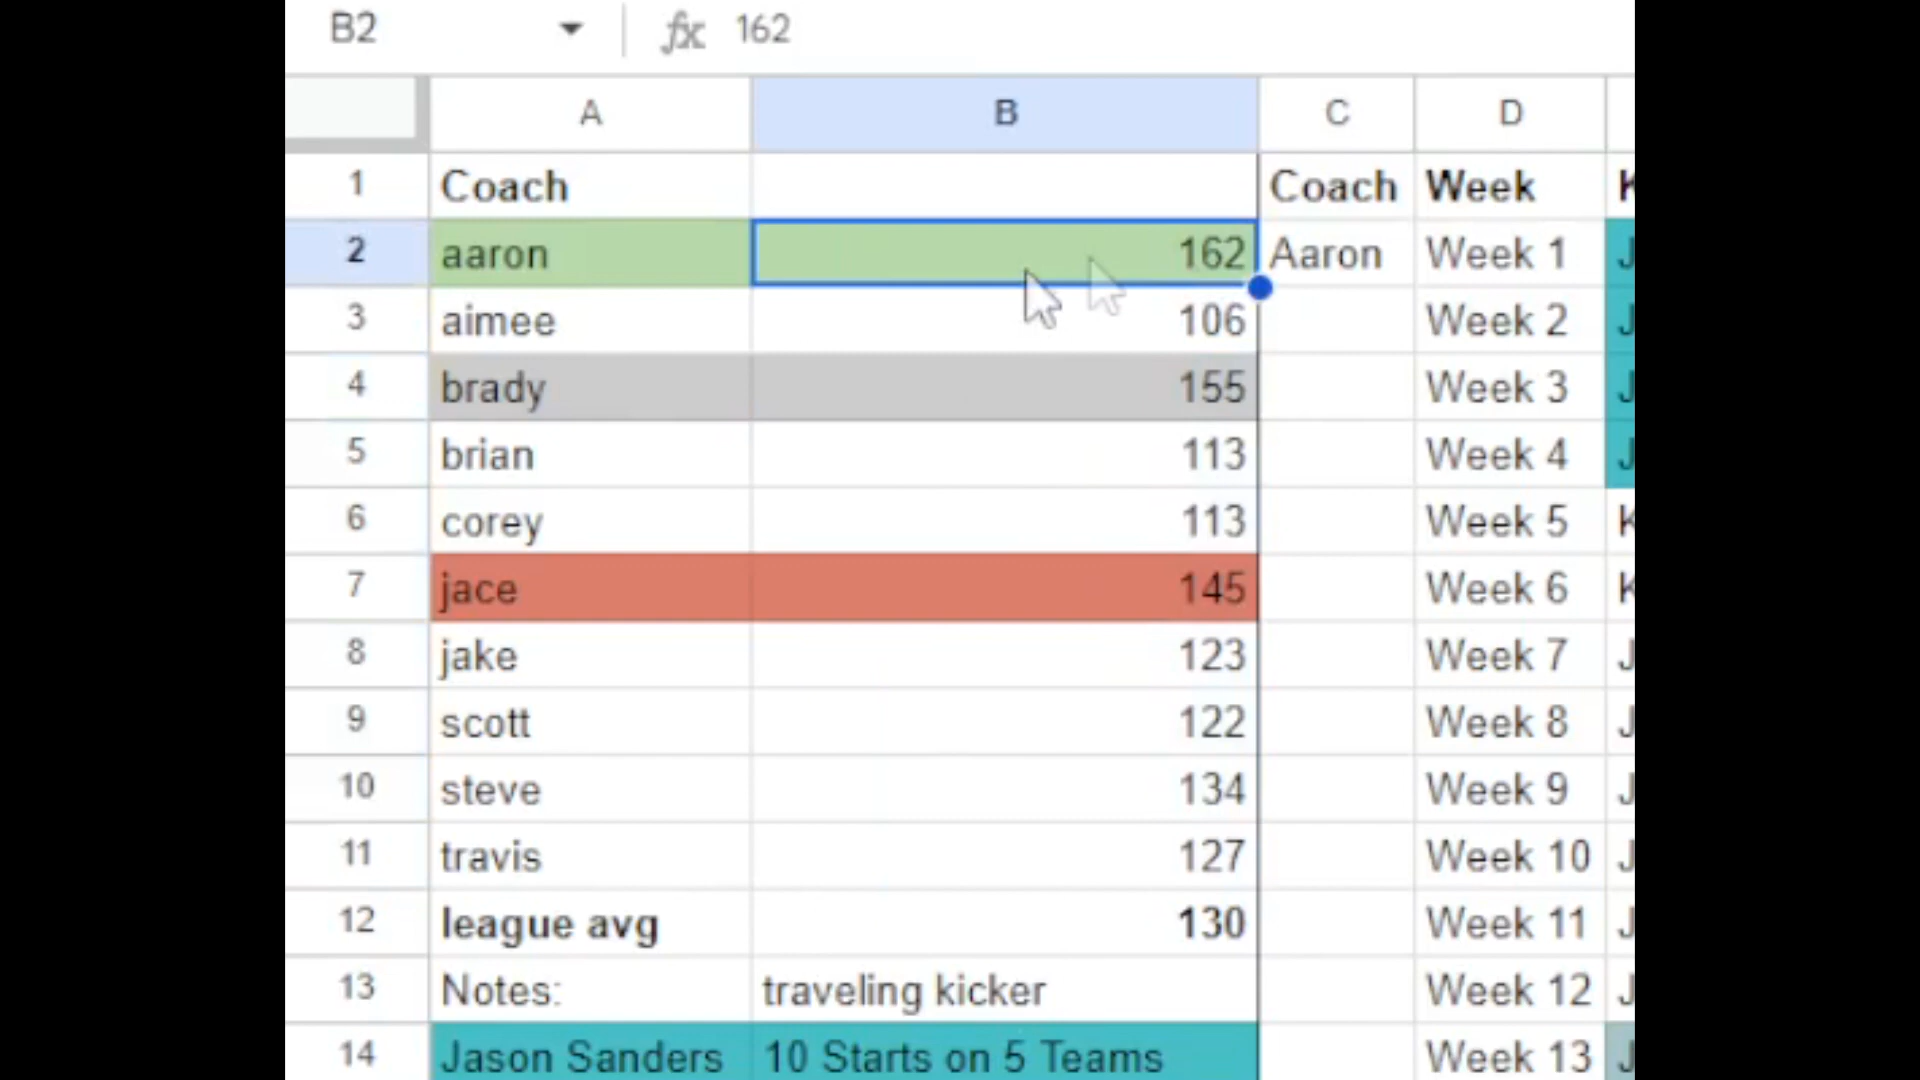 B2 fx 162
A B C D
1 Coach Coach Week K
2 aaron 162 Aaron Week 1 J
3 aimee 106 Week 2 J
4 brady 155 Week 3 J
5 brian 113 Week 4 J
6 corey 113 Week 5 K
7 jace 145 Week 6 K
8 jake 123 Week 7 J
9 scott 122 Week 8 J
10 steve 134 Week 9 J
11 travis 127 Week 10 J
12 league avg 130 Week 11 J
13 Notes: traveling kicker Week 12 J
14 Jason Sanders 10 Starts on 5 Teams Week 13 J